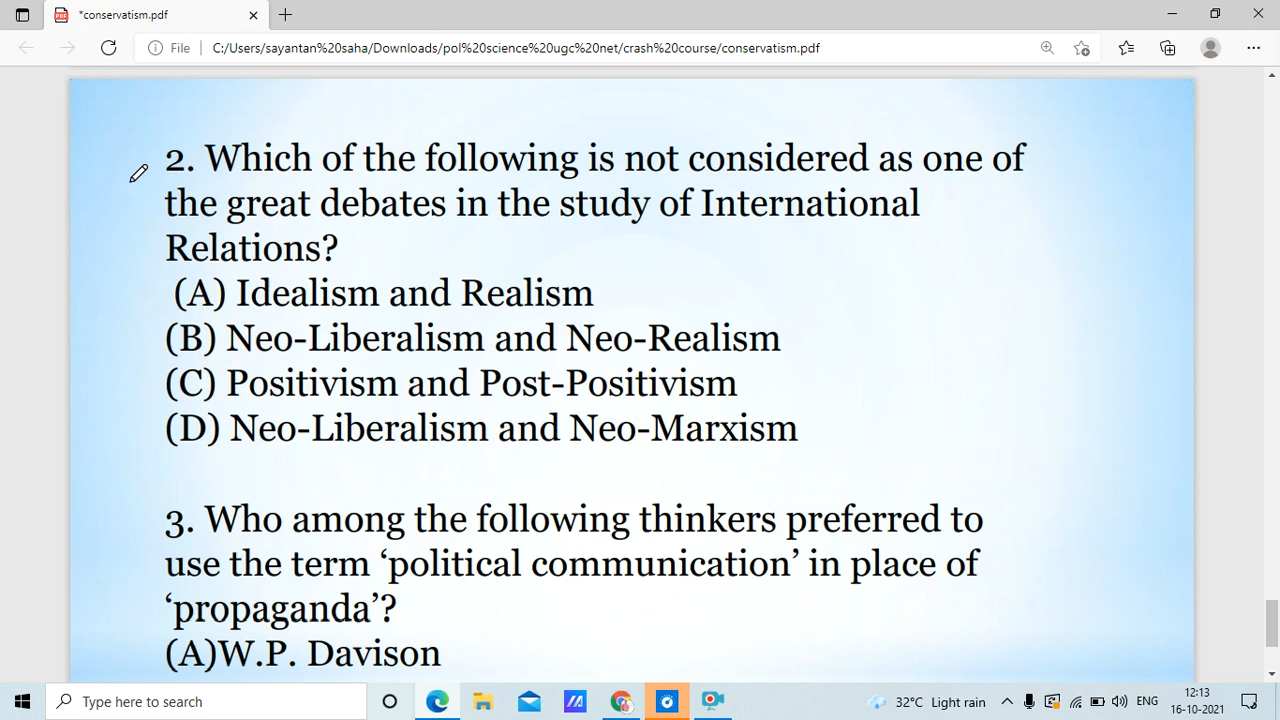 *conservatism.pdf
File
C:/Users/sayantan%20saha/Downloads/pol%20science%20ugc%20net/crash%20course/conservatism.pdf
2. Which of the following is not considered as one of
the great debates in the study of International
Relations?
(A) Idealism and Realism
(B) Neo-Liberalism and Neo-Realism
(C) Positivism and Post-Positivism
(D) Neo-Liberalism and Neo-Marxism
3. Who among the following thinkers preferred to
use the term ‘political communication’ in place of
‘propaganda’?
(A)W.P. Davison
Type here to search
32°C Light rain
ENG
12:13
16-10-2021